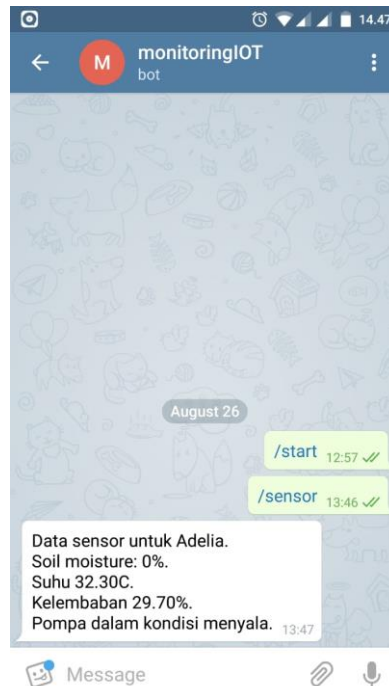 14.47
M
monitoringIOT
bot
August 26
/start 12:57
/sensor 13:46
Data sensor untuk Adelia.
Soil moisture: 0%.
Suhu 32.30C.
Kelembaban 29.70%.
Pompa dalam kondisi menyala. 13:47
Message